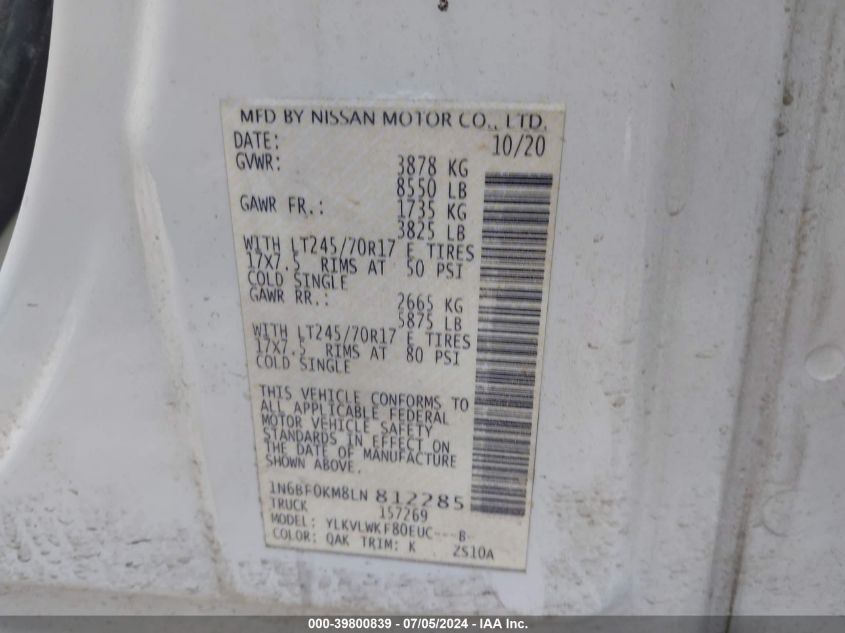 MFD BY NISSAN MOTOR CO., LTD.
DATE: 10/20
GVWR: 3878 KG
8550 LB
GAWR FR.: 1735 KG
3825 LB
WITH LT245/70R17 E TIRES
17X7.5 RIMS AT 50 PSI
COLD SINGLE
GAWR RR.: 2665 KG
5875 LB
WITH LT245/70R17 E TIRES
17X7.5 RIMS AT 80 PSI
COLD SINGLE
THIS VEHICLE CONFORMS TO
ALL APPLICABLE FEDERAL
MOTOR VEHICLE SAFETY
STANDARDS IN EFFECT ON
THE DATE OF MANUFACTURE
SHOWN ABOVE.
1N6BF0KM8LN 812285
TRUCK 157269
MODEL: YLKVLWKF80EUC---B-
COLOR: QAK TRIM: K ZS10A
000-39800839 / 07/05/2024 - IAA Inc.